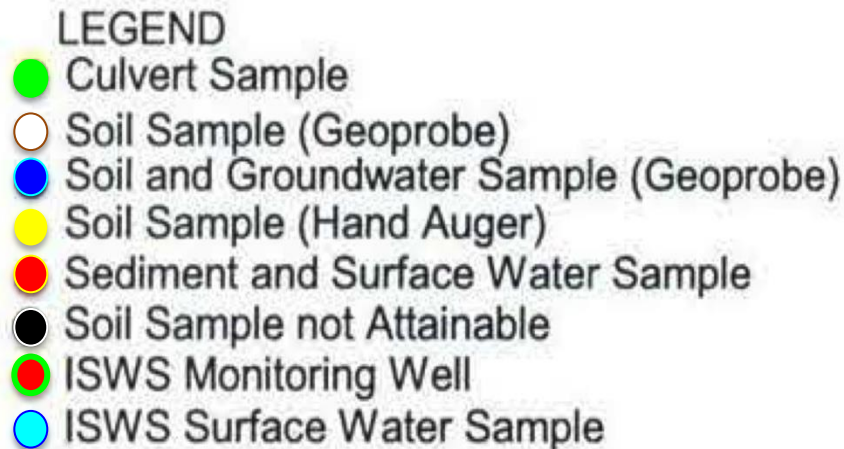 LEGEND
Culvert Sample
Soil Sample (Geoprobe)
Soil and Groundwater Sample (Geoprobe)
Soil Sample (Hand Auger)
Sediment and Surface Water Sample
Soil Sample not Attainable
ISWS Monitoring Well
ISWS Surface Water Sample